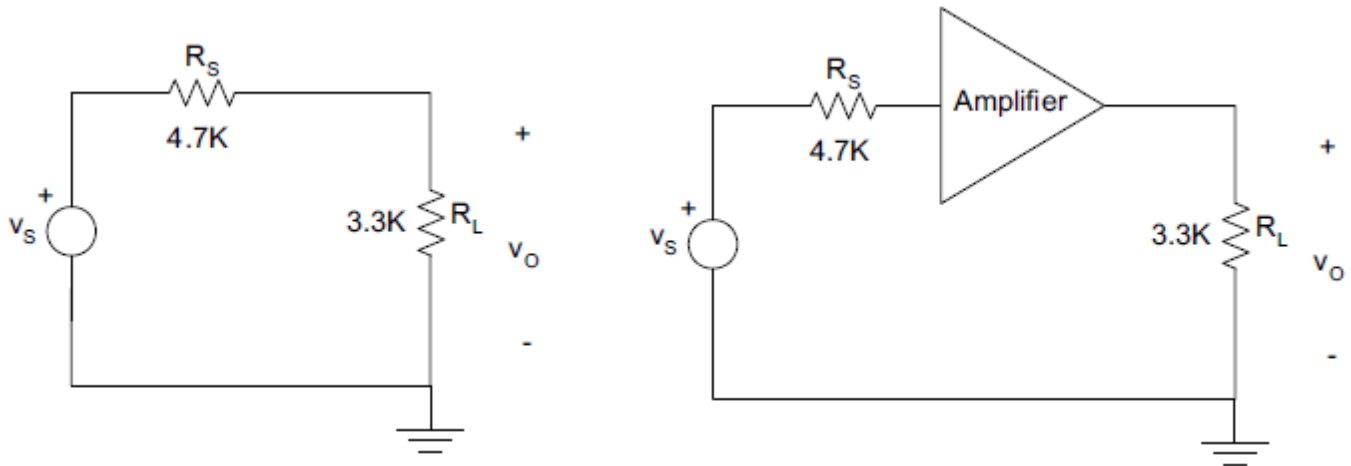 R_S
4.7K
+
v_S
3.3K
R_L
+
v_O
-
R_S
4.7K
Amplifier
+
v_S
3.3K
R_L
+
v_O
-